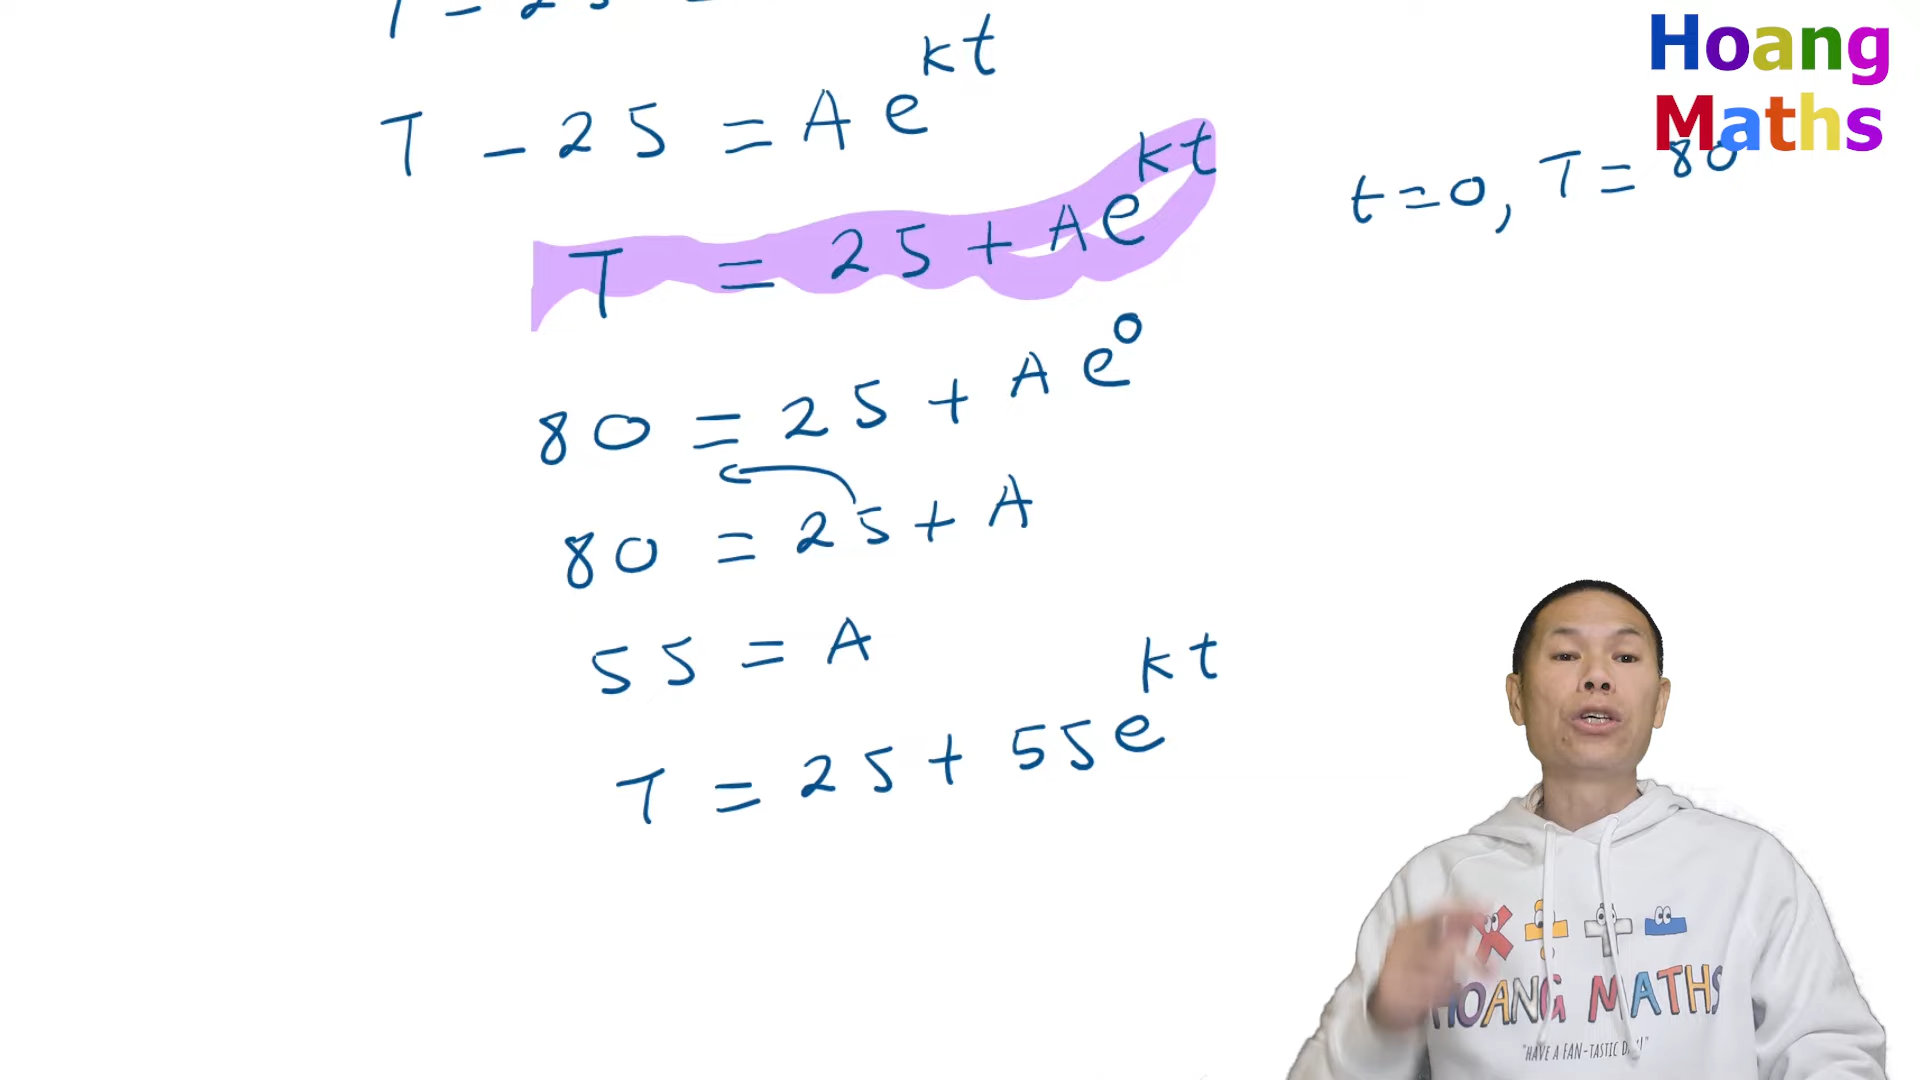 T - 25 =
T - 25 = Ae^kt
T = 25 + Ae^kt
80 = 25 + Ae^0
80 = 25 + A
55 = A
T = 25 + 55e^kt
Hoang
Maths
t = 0, T = 80
HOANG MATHS
"HAVE A FAN-TASTIC